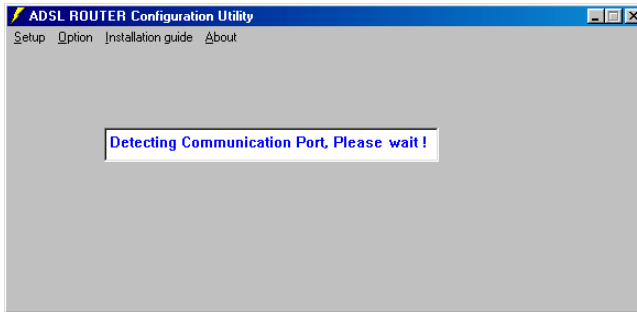 ADSL ROUTER Configuration Utility
Setup Option Installation guide About
Detecting Communication Port, Please wait !